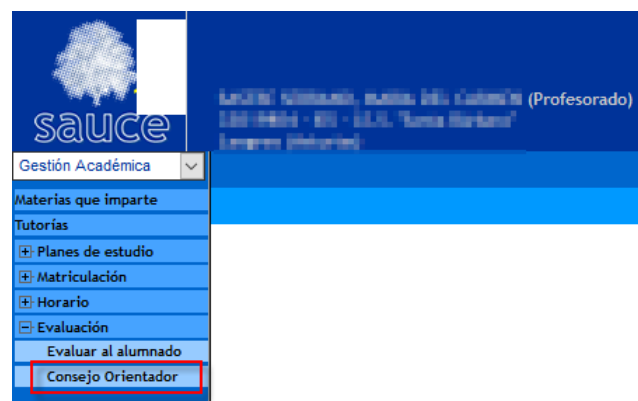 sauce
(Profesorado)
Gestión Académica
Materias que imparte
Tutorías
Planes de estudio
Matriculación
Horario
Evaluación
Evaluar al alumnado
Consejo Orientador